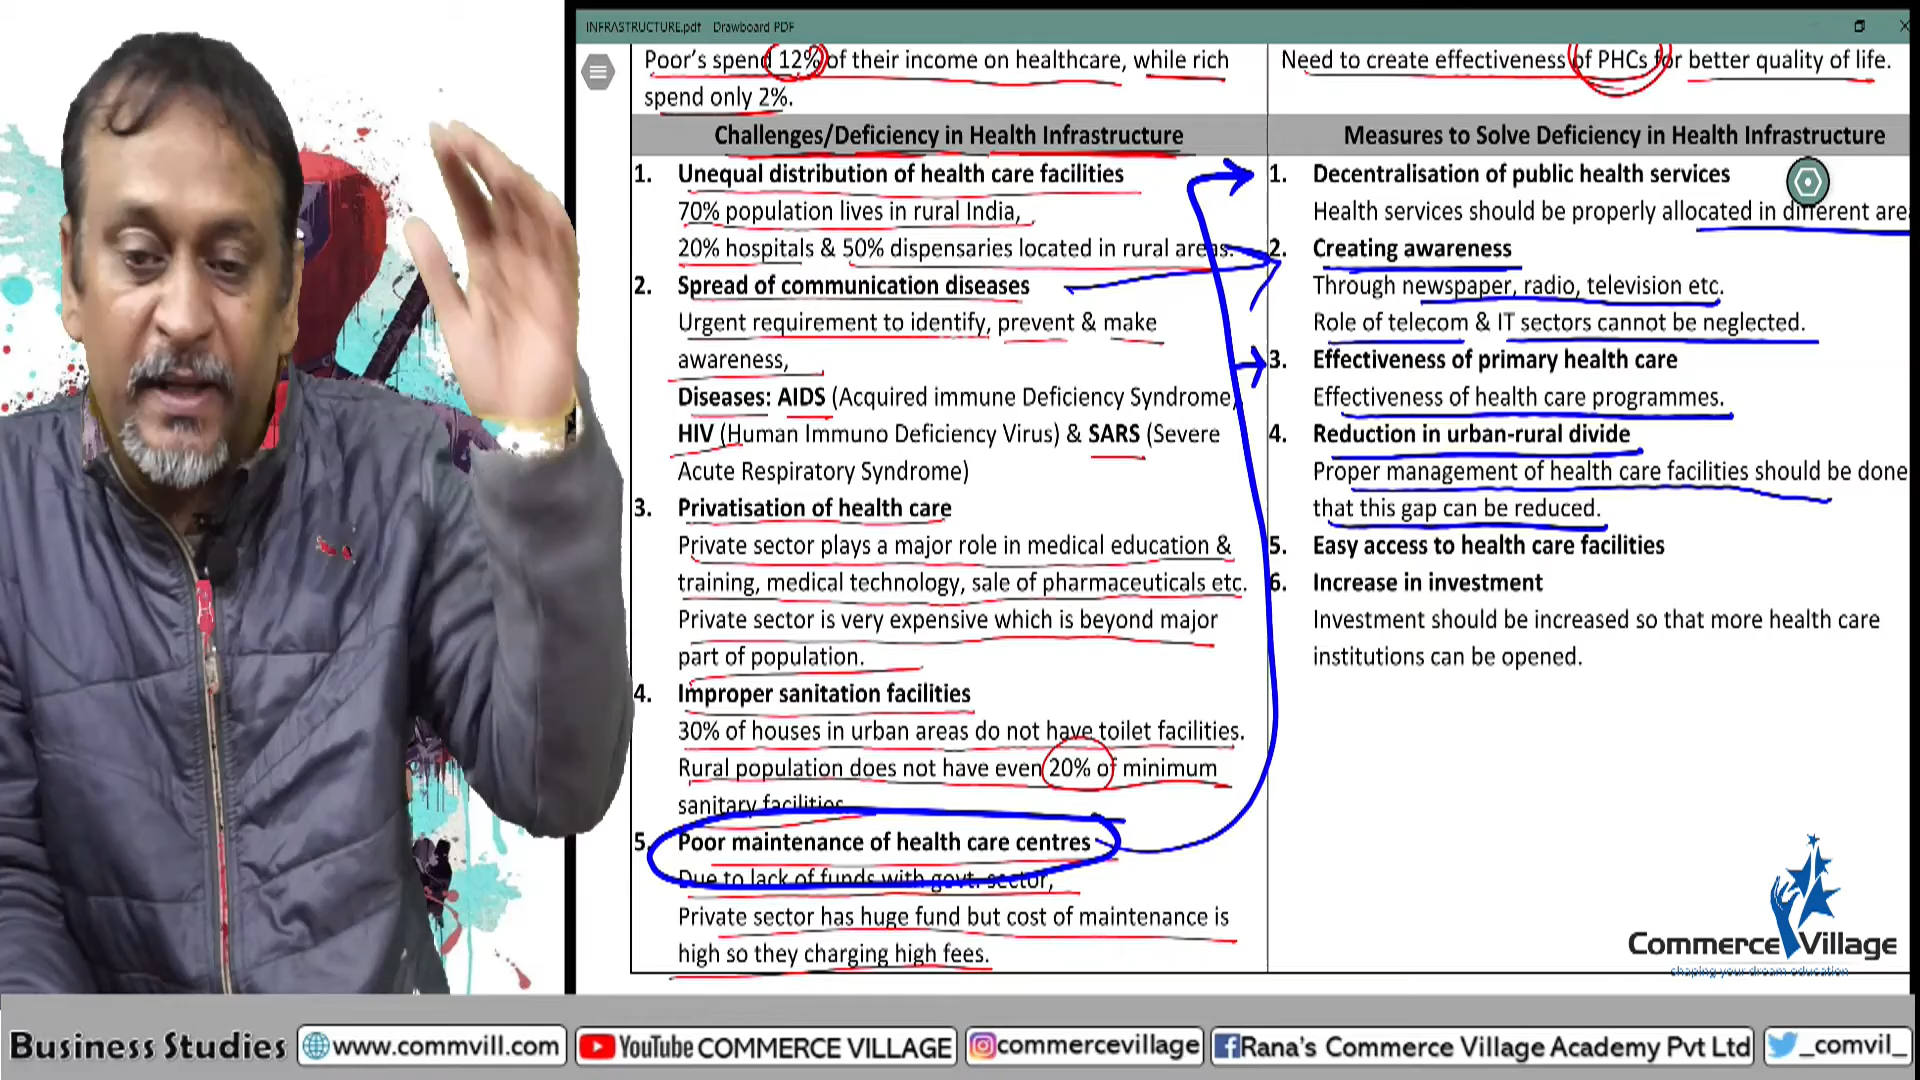 INFRASTRUCTURE.pdf Drawboard PDF
Poor's spend 12% of their income on healthcare, while rich
spend only 2%.
Challenges/Deficiency in Health Infrastructure
1. Unequal distribution of health care facilities
70% population lives in rural India,
20% hospitals & 50% dispensaries located in rural areas.
2. Spread of communication diseases
Urgent requirement to identify, prevent & make
awareness,
Diseases: AIDS (Acquired immune Deficiency Syndrome)
HIV (Human Immuno Deficiency Virus) & SARS (Severe
Acute Respiratory Syndrome)
3. Privatisation of health care
Private sector plays a major role in medical education &
training, medical technology, sale of pharmaceuticals etc.
Private sector is very expensive which is beyond major
part of population.
4. Improper sanitation facilities
30% of houses in urban areas do not have toilet facilities.
Rural population does not have even 20% of minimum
sanitary facilities
5. Poor maintenance of health care centres
Due to lack of funds with govt. sector,
Private sector has huge fund but cost of maintenance is
high so they charging high fees.
Need to create effectiveness of PHCs for better quality of life.
Measures to Solve Deficiency in Health Infrastructure
1. Decentralisation of public health services
Health services should be properly allocated in different are
2. Creating awareness
Through newspaper, radio, television etc.
Role of telecom & IT sectors cannot be neglected.
3. Effectiveness of primary health care
Effectiveness of health care programmes.
4. Reduction in urban-rural divide
Proper management of health care facilities should be done
that this gap can be reduced.
5. Easy access to health care facilities
6. Increase in investment
Investment should be increased so that more health care
institutions can be opened.
Commerce Village
shaping your dream education
Business Studies www.commvill.com YouTube COMMERCE VILLAGE commercevillage Rana's Commerce Village Academy Pvt Ltd _comvil_